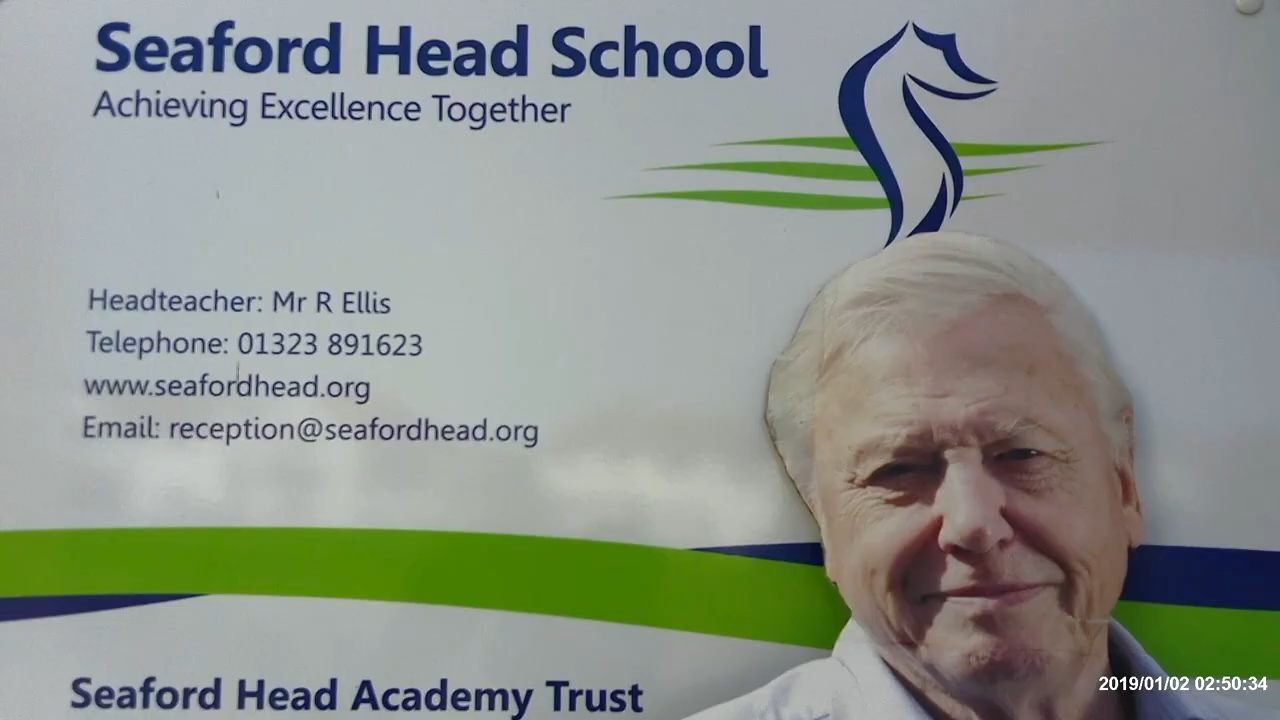 Seaford Head School
Achieving Excellence Together
Headteacher: Mr R Ellis
Telephone: 01323 891623
www.seafordhead.org
Email: reception@seafordhead.org
Seaford Head Academy Trust
2019/01/02 02:50:34